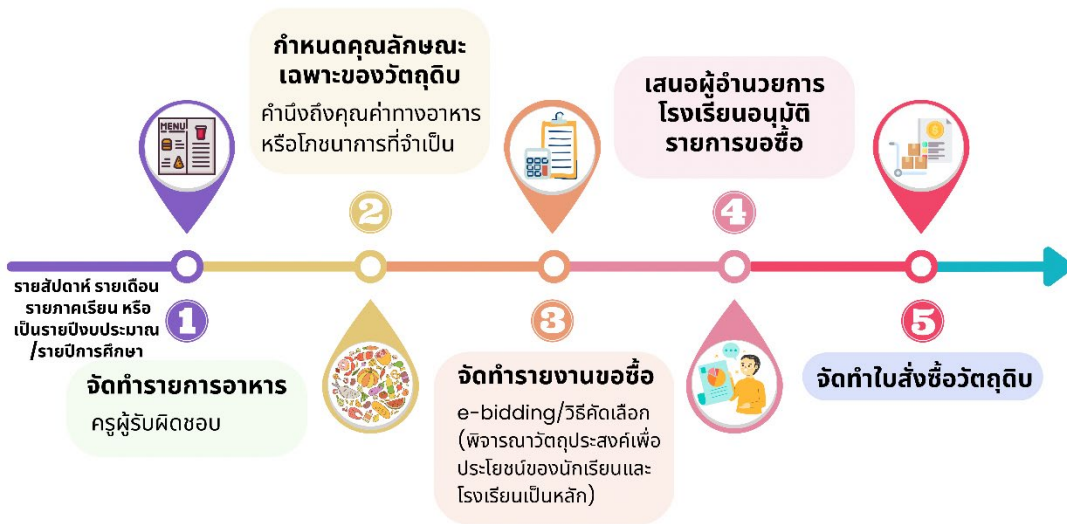 รายสัปดาห์ รายเดือน
รายภาคเรียน หรือ
เป็นรายปีงบประมาณ
/รายปีการศึกษา
MENU
1
จัดทำรายการอาหาร
ครูผู้รับผิดชอบ
กำหนดคุณลักษณะ
เฉพาะของวัตถุดิบ
คำนึงถึงคุณค่าทางอาหาร
หรือโภชนาการที่จำเป็น
2
3
จัดทำรายงานขอซื้อ
e-bidding/วิธีคัดเลือก
(พิจารณาวัตถุประสงค์เพื่อ
ประโยชน์ของนักเรียนและ
โรงเรียนเป็นหลัก)
เสนอผู้อำนวยการ
โรงเรียนอนุมัติ
รายการขอซื้อ
4
5
จัดทำใบสั่งซื้อวัตถุดิบ